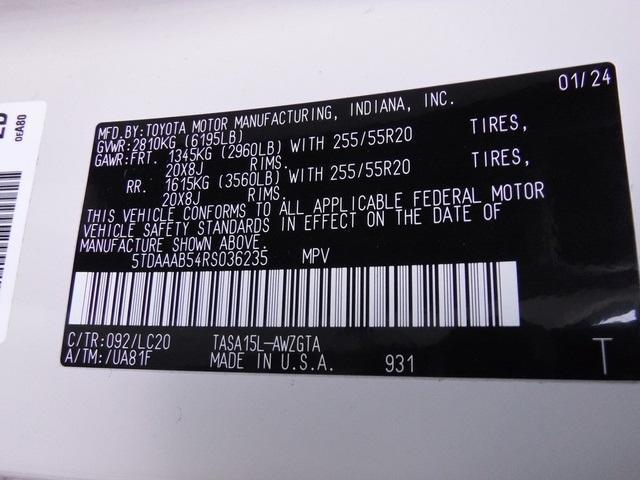 01/24
MFD.BY:TOYOTA MOTOR MANUFACTURING, INDIANA, INC.
GVWR:2810KG (6195LB)
GAWR:FRT. 1345KG (2960LB) WITH 255/55R20 TIRES,
20X8J RIMS.
RR. 1615KG (3560LB) WITH 255/55R20 TIRES,
20X8J RIMS.
THIS VEHICLE CONFORMS TO ALL APPLICABLE FEDERAL MOTOR
VEHICLE SAFETY STANDARDS IN EFFECT ON THE DATE OF
MANUFACTURE SHOWN ABOVE.
5TDAAAB54RS036235 MPV
C/TR:092/LC20 TASA15L-AWZGTA
A/TM:/UA81F MADE IN U.S.A. 931 T
0EA80